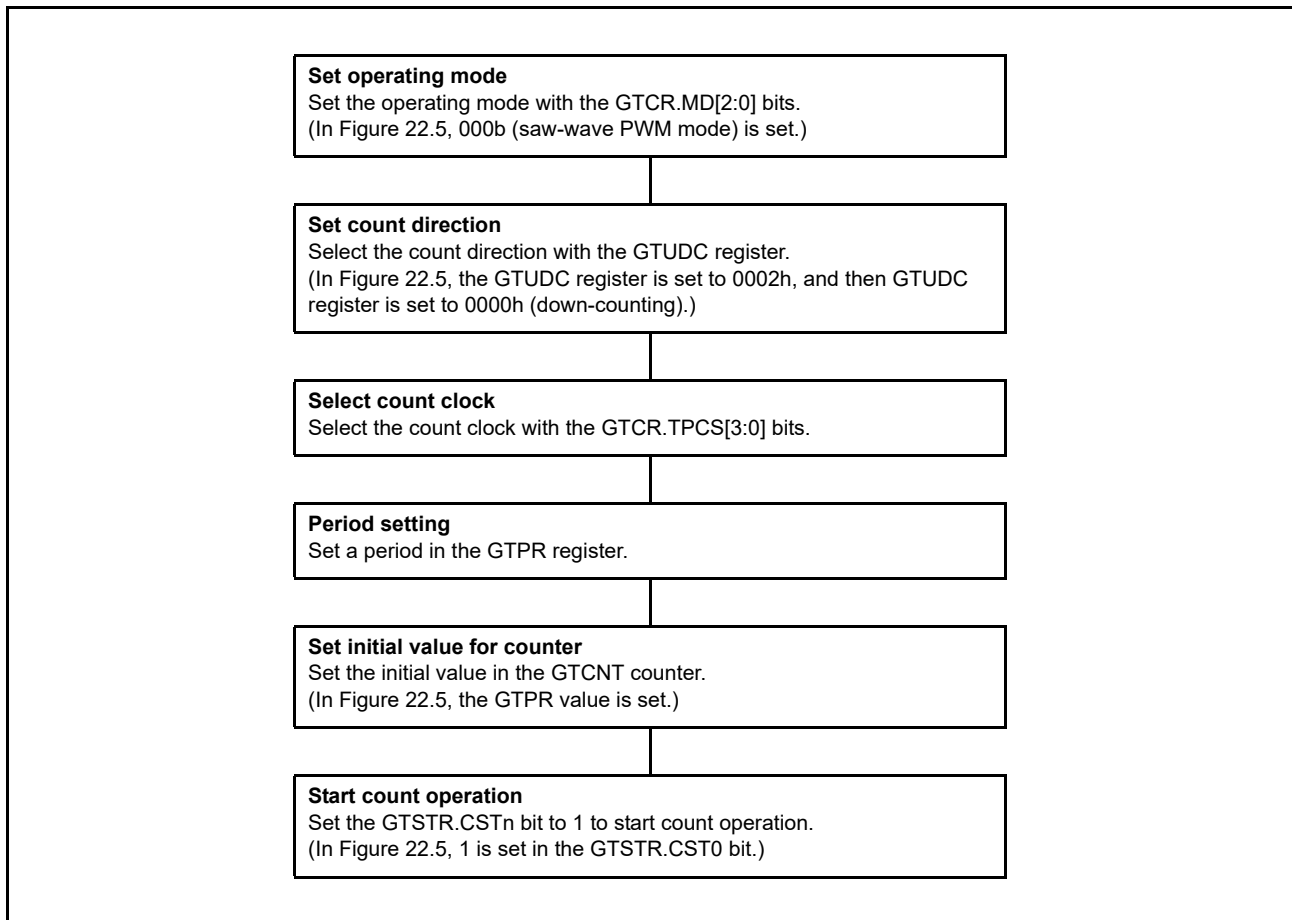 Set operating mode
Set the operating mode with the GTCR.MD[2:0] bits.
(In Figure 22.5, 000b (saw-wave PWM mode) is set.)
Set count direction
Select the count direction with the GTUDC register.
(In Figure 22.5, the GTUDC register is set to 0002h, and then GTUDC
register is set to 0000h (down-counting).)
Select count clock
Select the count clock with the GTCR.TPCS[3:0] bits.
Period setting
Set a period in the GTPR register.
Set initial value for counter
Set the initial value in the GTCNT counter.
(In Figure 22.5, the GTPR value is set.)
Start count operation
Set the GTSTR.CSTn bit to 1 to start count operation.
(In Figure 22.5, 1 is set in the GTSTR.CST0 bit.)